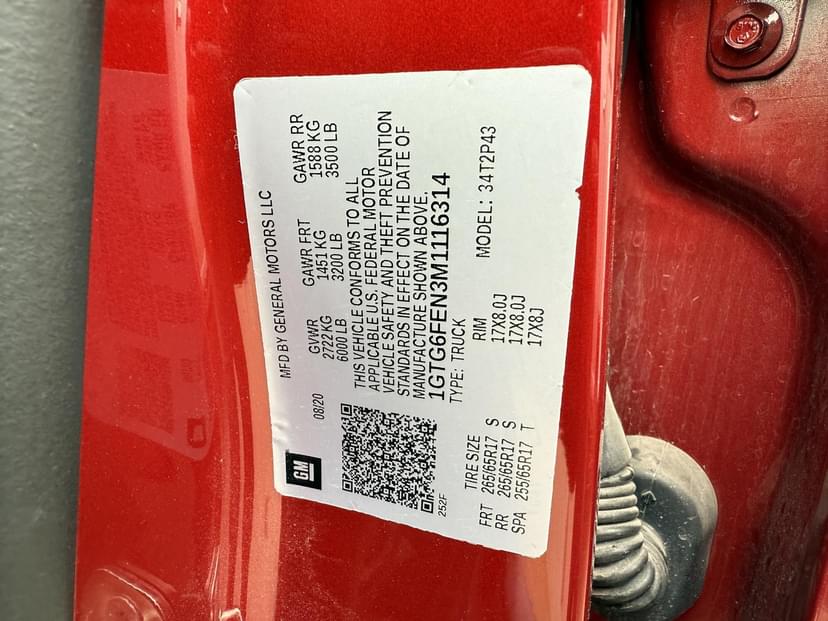 GM
MFD BY GENERAL MOTORS LLC
08/20
GVWR GAWR FRT GAWR RR
2722 KG 1451 KG 1588 KG
6000 LB 3200 LB 3500 LB
THIS VEHICLE CONFORMS TO ALL
APPLICABLE U.S. FEDERAL MOTOR
VEHICLE SAFETY AND THEFT PREVENTION
STANDARDS IN EFFECT ON THE DATE OF
MANUFACTURE SHOWN ABOVE.
1GTG6FEN3M1116314
252F
TYPE: TRUCK MODEL: 34T2P43
TIRE SIZE RIM
FRT 265/65R17 S 17X8.0J
RR 265/65R17 S 17X8.0J
SPA 255/65R17 T 17X8J